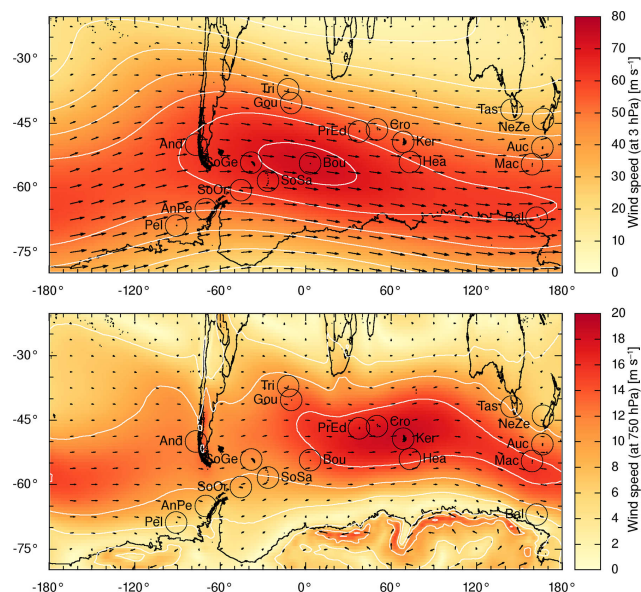 80
70
60
50
40
30
20
10
0
Wind speed (at 3 hPa) [m s⁻¹]
-30°
-45°
-60°
-75°
Tri
Gou
Tas
NeZe
PrEd
Cro
Ker
And
Auc
SoGe
Bou
Hea
Mac
SoOr
SoSa
AnPe
Pel
Bal
-180° -120° -60° 0° 60° 120° 180°
20
18
16
14
12
10
8
6
4
2
0
Wind speed (at 750 hPa) [m s⁻¹]
-30°
-45°
-60°
-75°
Tri
Gou
Tas
NeZe
PrEd
Cro
Ker
And
Auc
SoGe
Bou
Hea
Mac
SoOr
SoSa
AnPe
Pel
Bal
-180° -120° -60° 0° 60° 120° 180°